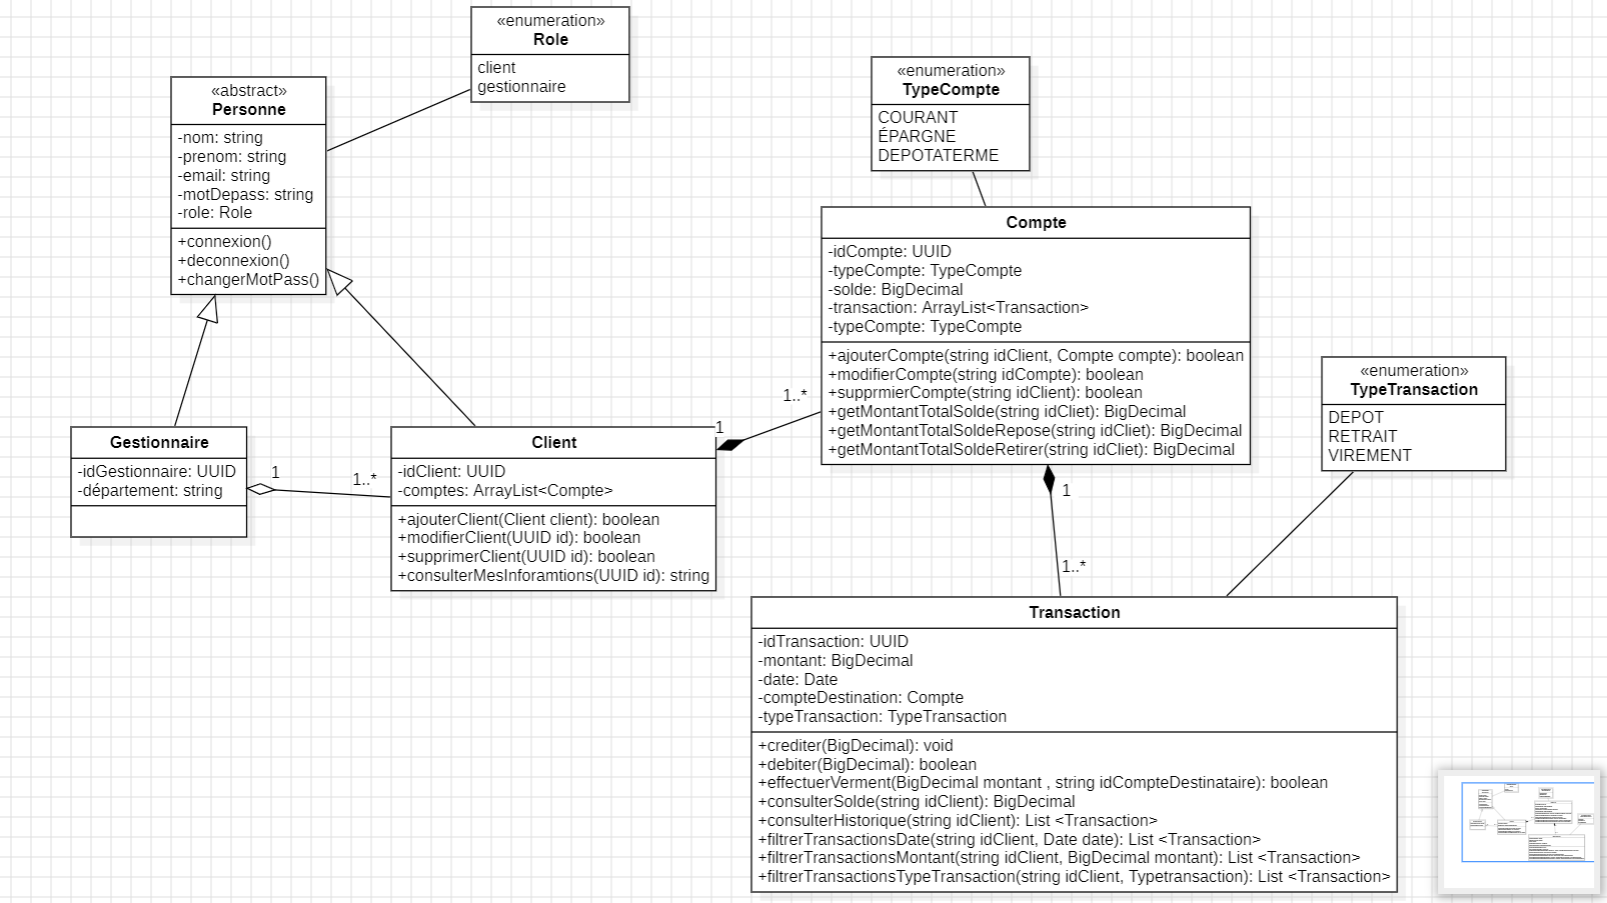 «enumeration»
Role
client
gestionnaire
«abstract»
Personne
-nom: string
-prenom: string
-email: string
-motDepass: string
-role: Role
+connexion()
+deconnexion()
+changerMotPass()
«enumeration»
TypeCompte
COURANT
ÉPARGNE
DEPOTATERME
Compte
-idCompte: UUID
-typeCompte: TypeCompte
-solde: BigDecimal
-transaction: ArrayList<Transaction>
-typeCompte: TypeCompte
+ajouterCompte(string idClient, Compte compte): boolean
+modifierCompte(string idCompte): boolean
+supprmierCompte(string idClient): boolean
+getMontantTotalSolde(string idCliet): BigDecimal
+getMontantTotalSoldeRepose(string idCliet): BigDecimal
+getMontantTotalSoldeRetirer(string idCliet): BigDecimal
«enumeration»
TypeTransaction
DEPOT
RETRAIT
VIREMENT
Gestionnaire
-idGestionnaire: UUID
-département: string
1
1..*
Client
-idClient: UUID
-comptes: ArrayList<Compte>
+ajouterClient(Client client): boolean
+modifierClient(UUID id): boolean
+supprimerClient(UUID id): boolean
+consulterMesInforamtions(UUID id): string
1
1..*
1
1..*
Transaction
-idTransaction: UUID
-montant: BigDecimal
-date: Date
-compteDestination: Compte
-typeTransaction: TypeTransaction
+crediter(BigDecimal): void
+debiter(BigDecimal): boolean
+effectuerVerment(BigDecimal montant , string idCompteDestinataire): boolean
+consulterSolde(string idClient): BigDecimal
+consulterHistorique(string idClient): List <Transaction>
+filtrerTransactionsDate(string idClient, Date date): List <Transaction>
+filtrerTransactionsMontant(string idClient, BigDecimal montant): List <Transaction>
+filtrerTransactionsTypeTransaction(string idClient, Typetransaction): List <Transaction>